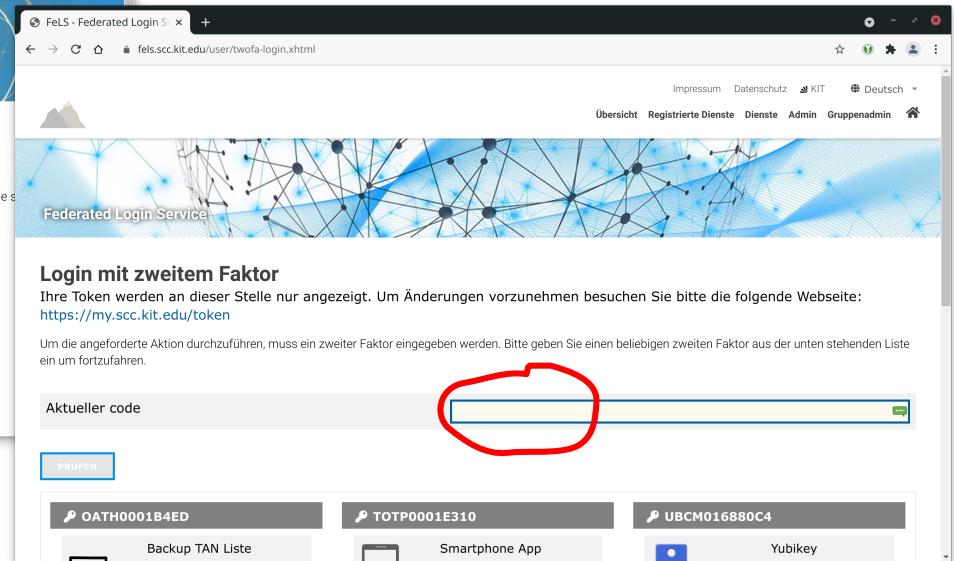 FeLS - Federated Login S
fels.scc.kit.edu/user/twofa-login.xhtml
Impressum Datenschutz KIT Deutsch
Übersicht Registrierte Dienste Dienste Admin Gruppenadmin
e s
Federated Login Service
Login mit zweitem Faktor
Ihre Token werden an dieser Stelle nur angezeigt. Um Änderungen vorzunehmen besuchen Sie bitte die folgende Webseite:
https://my.scc.kit.edu/token
Um die angeforderte Aktion durchzuführen, muss ein zweiter Faktor eingegeben werden. Bitte geben Sie einen beliebigen zweiten Faktor aus der unten stehenden Liste
ein um fortzufahren.
Aktueller code
PRÜFEN
OATH0001B4ED TOTP0001E310 UBCM016880C4
Backup TAN Liste Smartphone App Yubikey